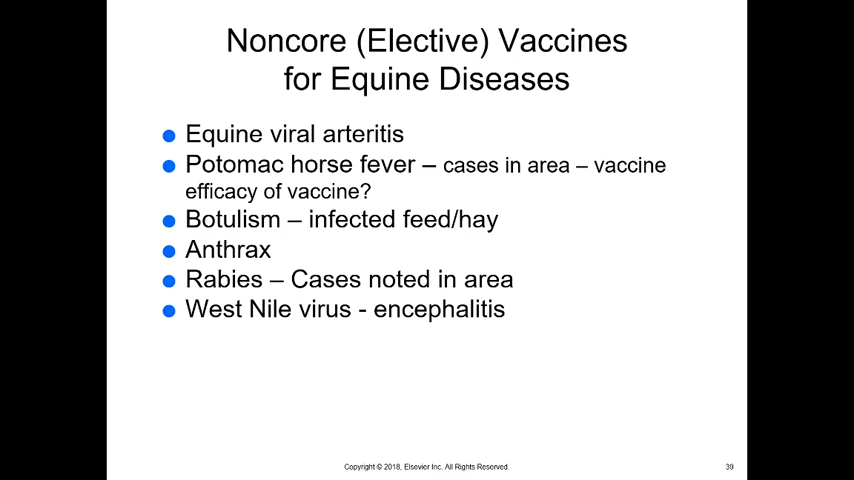 Noncore (Elective) Vaccines
for Equine Diseases
Equine viral arteritis
Potomac horse fever – cases in area – vaccine
efficacy of vaccine?
Botulism – infected feed/hay
Anthrax
Rabies – Cases noted in area
West Nile virus - encephalitis
Copyright © 2018, Elsevier Inc. All Rights Reserved.
39